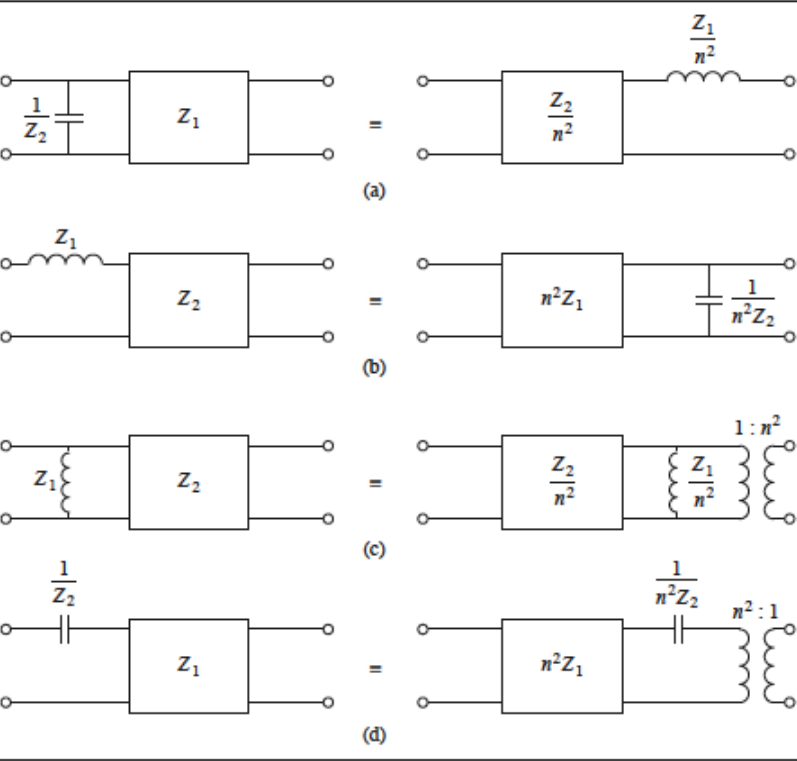 1/Z₂ Z₁ = Z₂/n² Z₁/n²
(a)
Z₁ Z₂ = n²Z₁ 1/n²Z₂
(b)
Z₁ Z₂ = Z₂/n² Z₁/n² 1 : n²
(c)
1/Z₂ Z₁ = n²Z₁ 1/n²Z₂ n² : 1
(d)